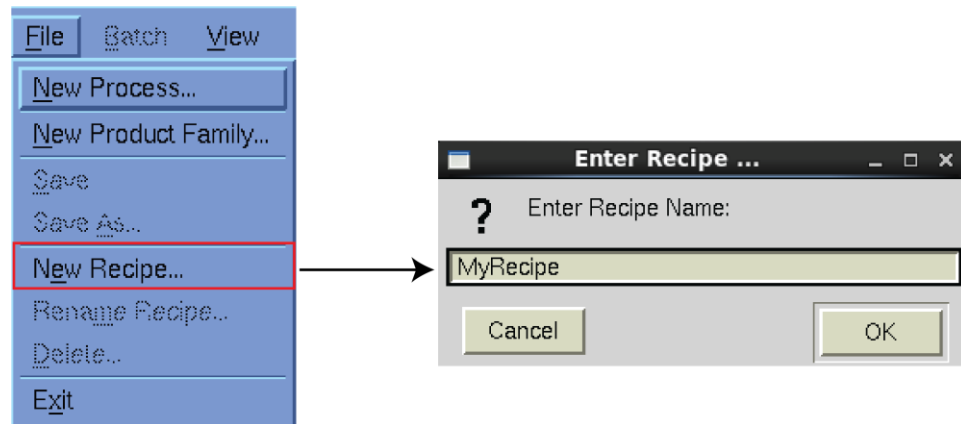 File Batch View
New Process...
New Product Family...
Save
Save As...
New Recipe...
Rename Recipe...
Delete...
Exit
Enter Recipe ...
? Enter Recipe Name:
MyRecipe
Cancel OK